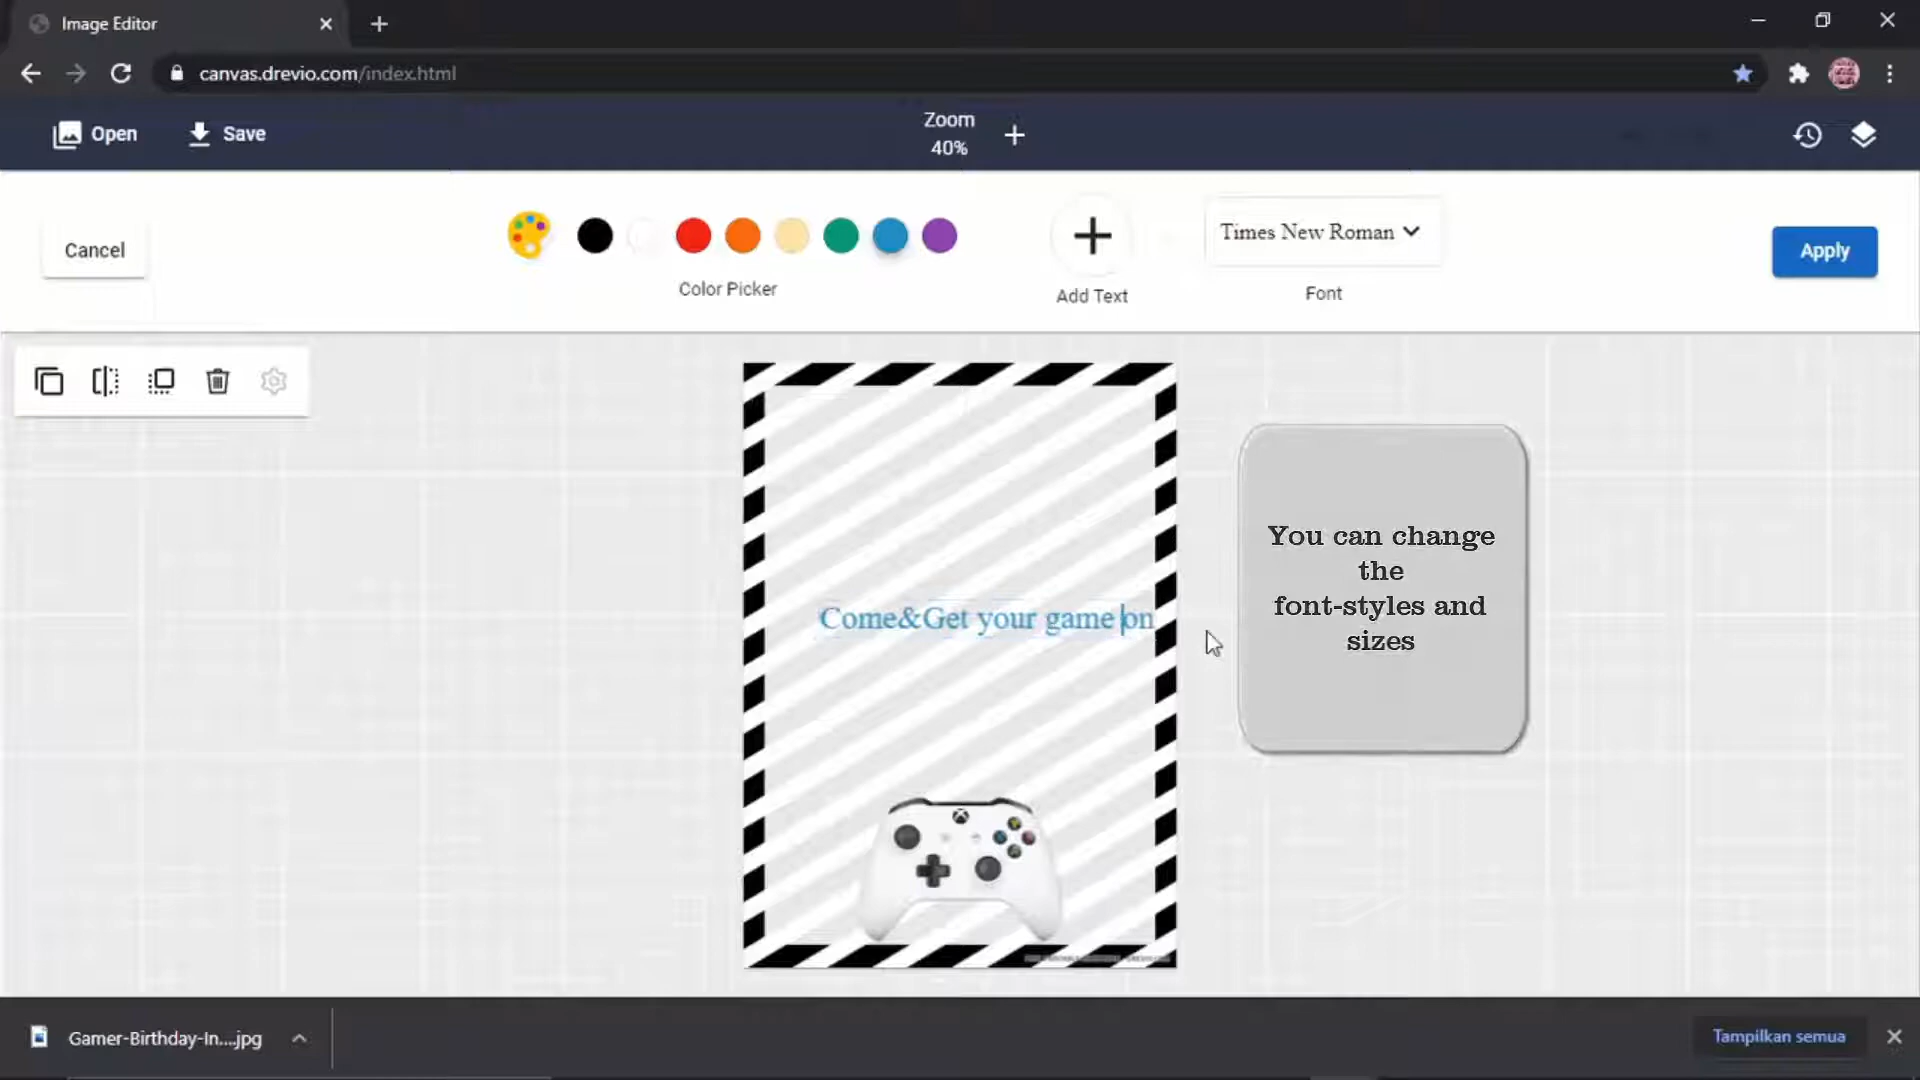 Image Editor
canvas.drevio.com/index.html
Open
Save
Zoom
40%
Cancel
Color Picker
Add Text
Times New Roman
Font
Apply
Come&Get your game on
You can change
the
font-styles and
sizes
Gamer-Birthday-In....jpg
Tampilkan semua